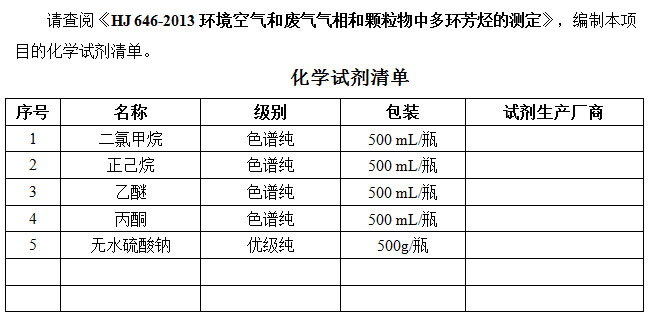 请查阅《HJ 646-2013 环境空气和废气气相和颗粒物中多环芳烃的测定》，编制本项
目的化学试剂清单。
化学试剂清单
序号 名称 级别 包装 试剂生产厂商
1 二氯甲烷 色谱纯 500 mL/瓶
2 正己烷 色谱纯 500 mL/瓶
3 乙醚 色谱纯 500 mL/瓶
4 丙酮 色谱纯 500 mL/瓶
5 无水硫酸钠 优级纯 500g/瓶